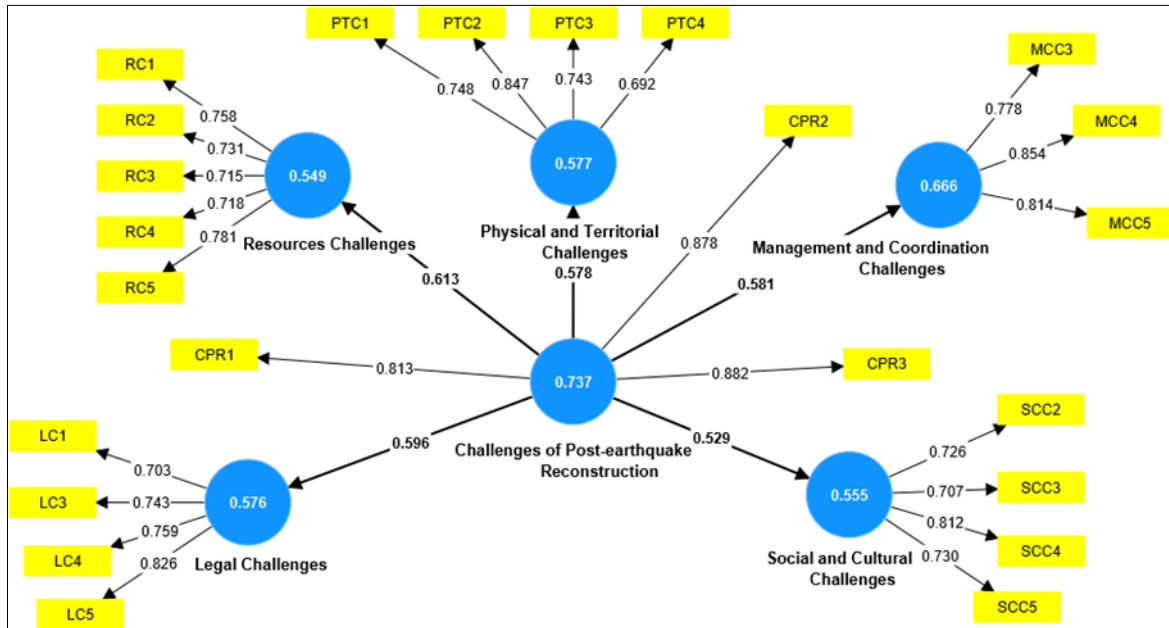 PTC1
PTC2
PTC3
PTC4
0.748
0.847
0.743
0.692
RC1
RC2
RC3
RC4
RC5
0.758
0.731
0.715
0.718
0.781
0.549
Resources Challenges
0.577
Physical and Territorial
Challenges
CPR2
0.878
MCC3
MCC4
MCC5
0.778
0.854
0.814
0.666
Management and Coordination
Challenges
0.613
0.578
0.581
CPR1
0.813
0.737
0.882
CPR3
Challenges of Post-earthquake
Reconstruction
0.596
0.529
LC1
LC3
LC4
LC5
0.703
0.743
0.759
0.826
0.576
Legal Challenges
0.555
Social and Cultural
Challenges
0.726
0.707
0.812
0.730
SCC2
SCC3
SCC4
SCC5